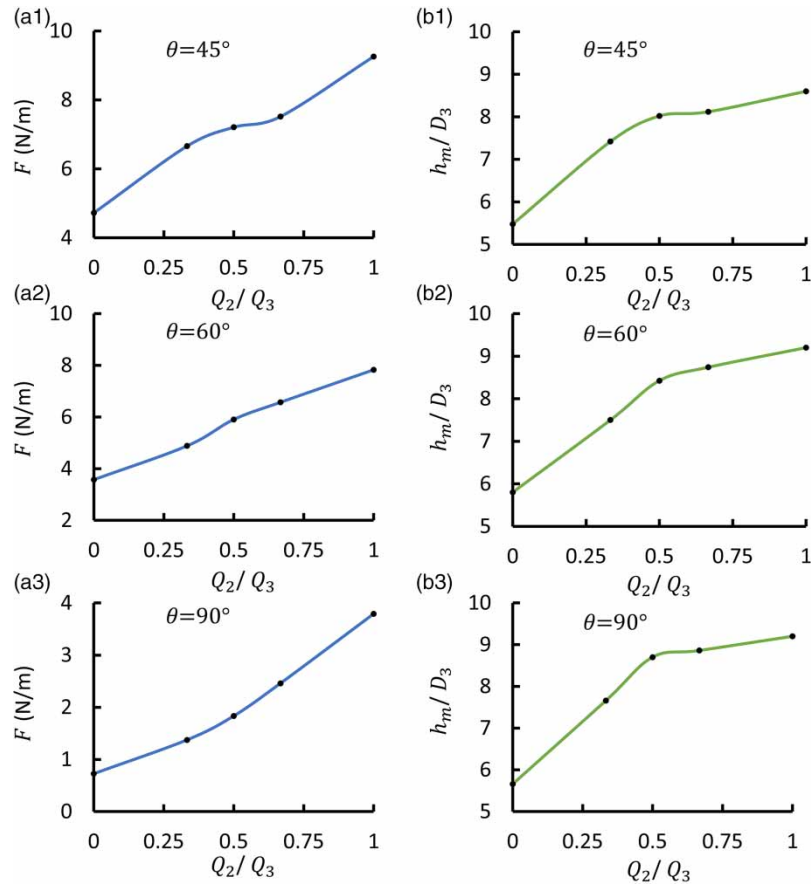 (a1)
θ=45°
10
8
6
4
F (N/m)
0 0.25 0.5 0.75 1
Q₂/ Q₃
(b1)
θ=45°
10
9
8
7
6
5
hₘ/ D₃
0 0.25 0.5 0.75 1
Q₂/ Q₃
(a2)
θ=60°
10
8
6
4
2
F (N/m)
0 0.25 0.5 0.75 1
Q₂/ Q₃
(b2)
θ=60°
10
9
8
7
6
5
hₘ/ D₃
0 0.25 0.5 0.75 1
Q₂/ Q₃
(a3)
θ=90°
4
3
2
1
0
F (N/m)
0 0.25 0.5 0.75 1
Q₂/ Q₃
(b3)
θ=90°
10
9
8
7
6
5
hₘ/ D₃
0 0.25 0.5 0.75 1
Q₂/ Q₃